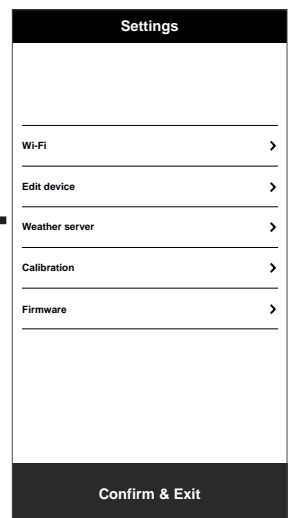 Settings
Wi-Fi
Edit device
Weather server
Calibration
Firmware
Confirm & Exit